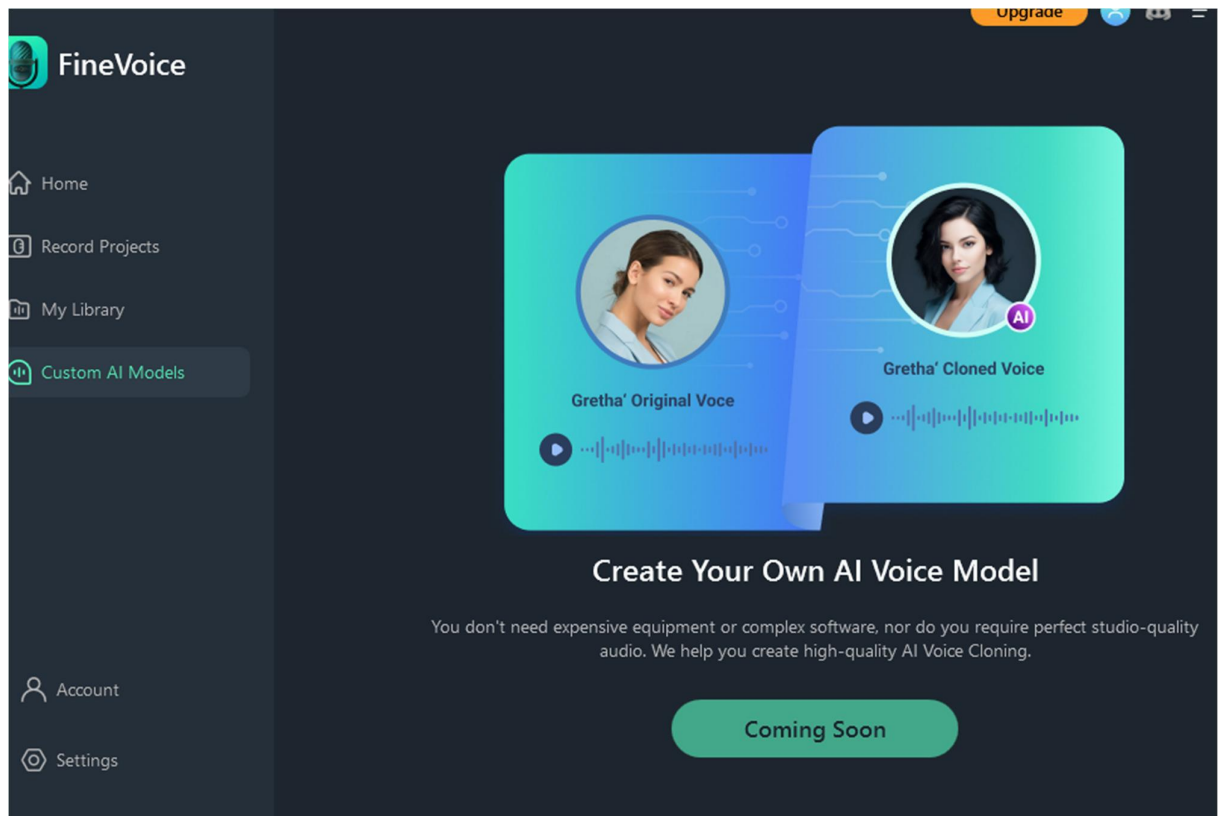 Upgrade
FineVoice
Home
Record Projects
My Library
Custom AI Models
Account
Settings
Gretha’ Original Voce
Gretha’ Cloned Voice
AI
Create Your Own AI Voice Model
You don't need expensive equipment or complex software, nor do you require perfect studio-quality
audio. We help you create high-quality AI Voice Cloning.
Coming Soon